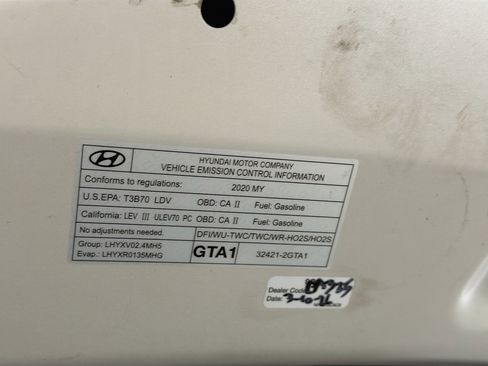 HYUNDAI MOTOR COMPANY
VEHICLE EMISSION CONTROL INFORMATION
Conforms to regulations: 2020 MY
U.S.EPA: T3B70 LDV OBD: CA II Fuel: Gasoline
California: LEV III ULEV70 PC OBD: CA II Fuel: Gasoline
No adjustments needed. DFI/WU-TWC/TWC/WR-HO2S/HO2S
Group: LHYXV02.4MH5
Evap.: LHYXR0135MHG
GTA1 32421-2GTA1
Dealer Code:
Date: